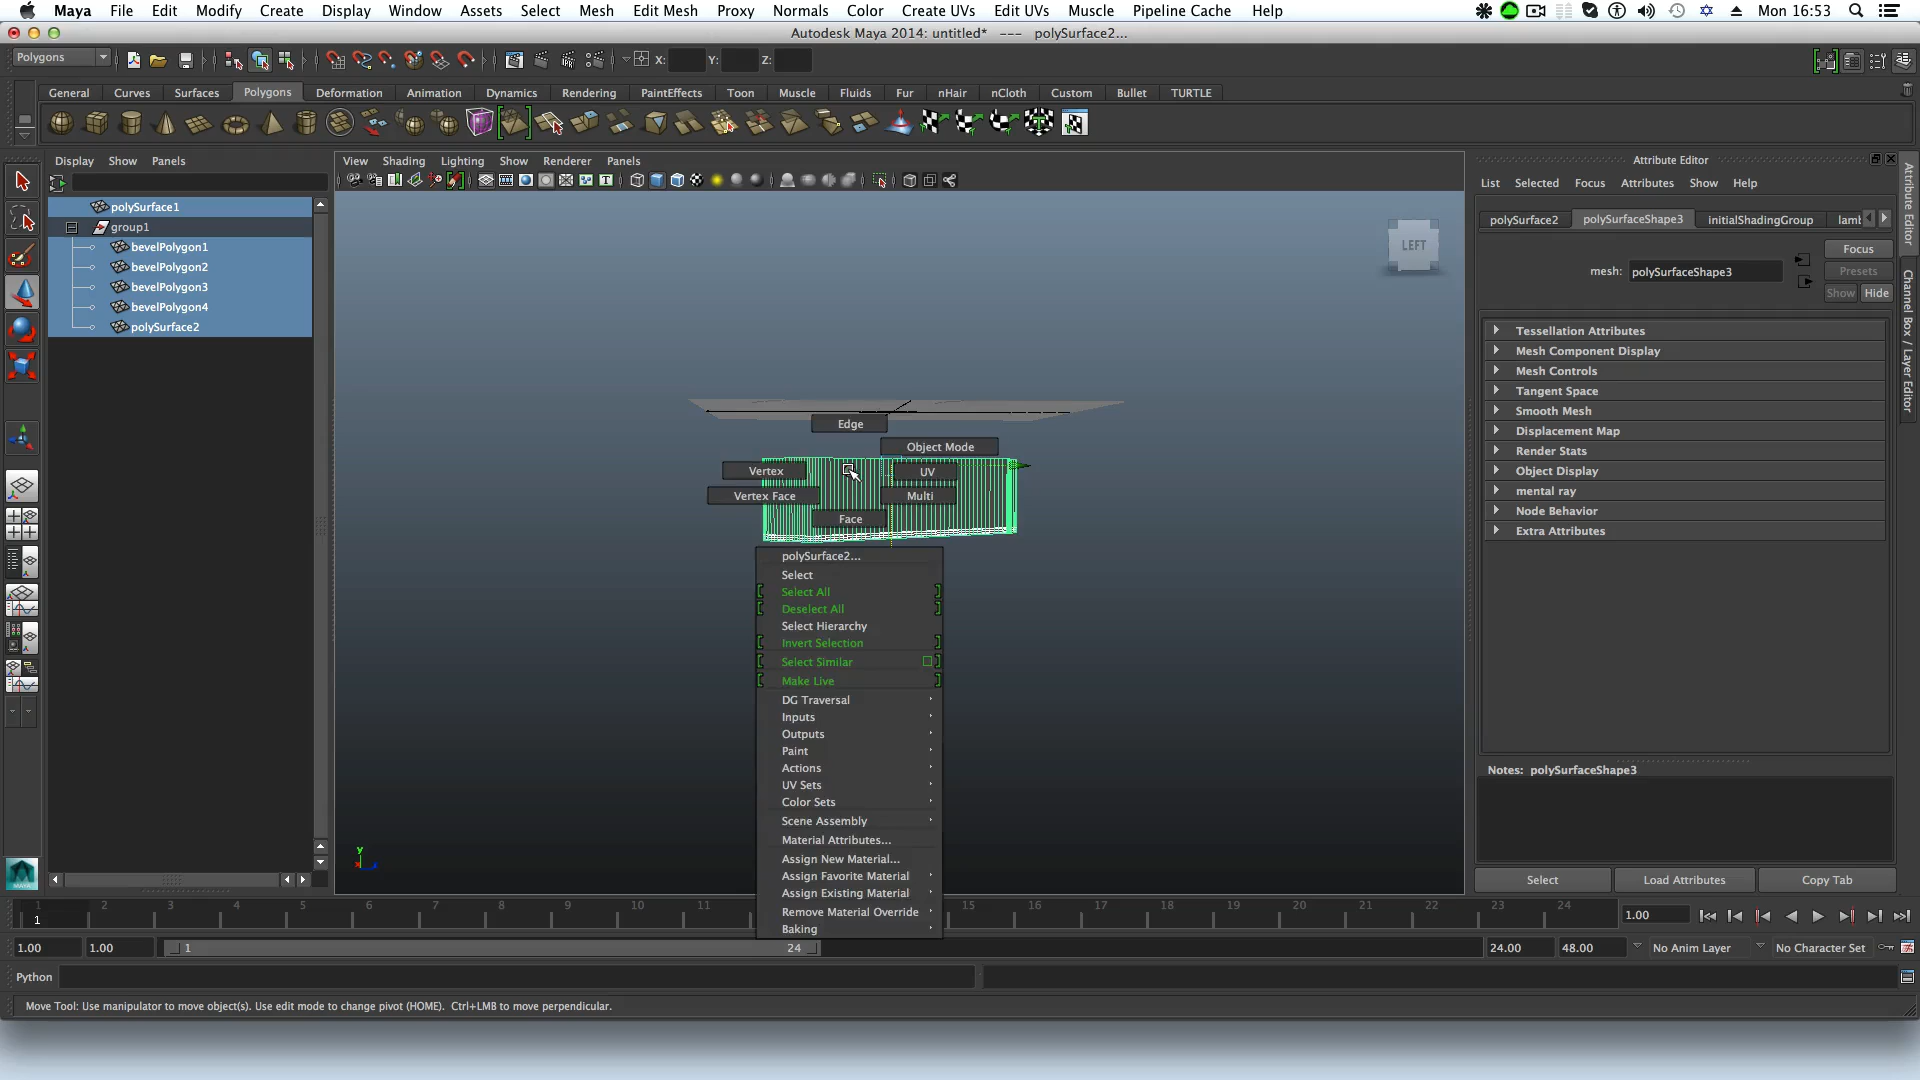 Maya File Edit Modify Create Display Window Assets Select Mesh Edit Mesh Proxy Normals Color Create UVs Edit UVs Muscle Pipeline Cache Help Mon 16:53
Autodesk Maya 2014: untitled* --- polySurface2...
Polygons X: Y: Z:
General Curves Surfaces Polygons Deformation Animation Dynamics Rendering PaintEffects Toon Muscle Fluids Fur nHair nCloth Custom Bullet TURTLE
Display Show Panels
View Shading Lighting Show Renderer Panels
Attribute Editor
List Selected Focus Attributes Show Help
polySurface1
group1
bevelPolygon1
bevelPolygon2
bevelPolygon3
bevelPolygon4
polySurface2
LEFT
polySurface2 polySurfaceShape3 initialShadingGroup lamb
Focus
mesh: polySurfaceShape3
Presets
Show Hide
Tessellation Attributes
Mesh Component Display
Mesh Controls
Tangent Space
Smooth Mesh
Displacement Map
Render Stats
Object Display
mental ray
Node Behavior
Extra Attributes
Notes: polySurfaceShape3
Select Load Attributes Copy Tab
Attribute Editor
Channel Box / Layer Editor
Edge
Object Mode
Vertex UV
Vertex Face Multi
Face
polySurface2...
Select
Select All
Deselect All
Select Hierarchy
Invert Selection
Select Similar
Make Live
DG Traversal
Inputs
Outputs
Paint
Actions
UV Sets
Color Sets
Scene Assembly
Material Attributes...
Assign New Material...
Assign Favorite Material
Assign Existing Material
Remove Material Override
Baking
y
x
MAYA
1 2 3 4 5 6 7 8 9 10 11 15 16 17 18 19 20 21 22 23 24
1 1.00
1.00 1.00 1 24 24.00 48.00 No Anim Layer No Character Set
Python
Move Tool: Use manipulator to move object(s). Use edit mode to change pivot (HOME). Ctrl+LMB to move perpendicular.